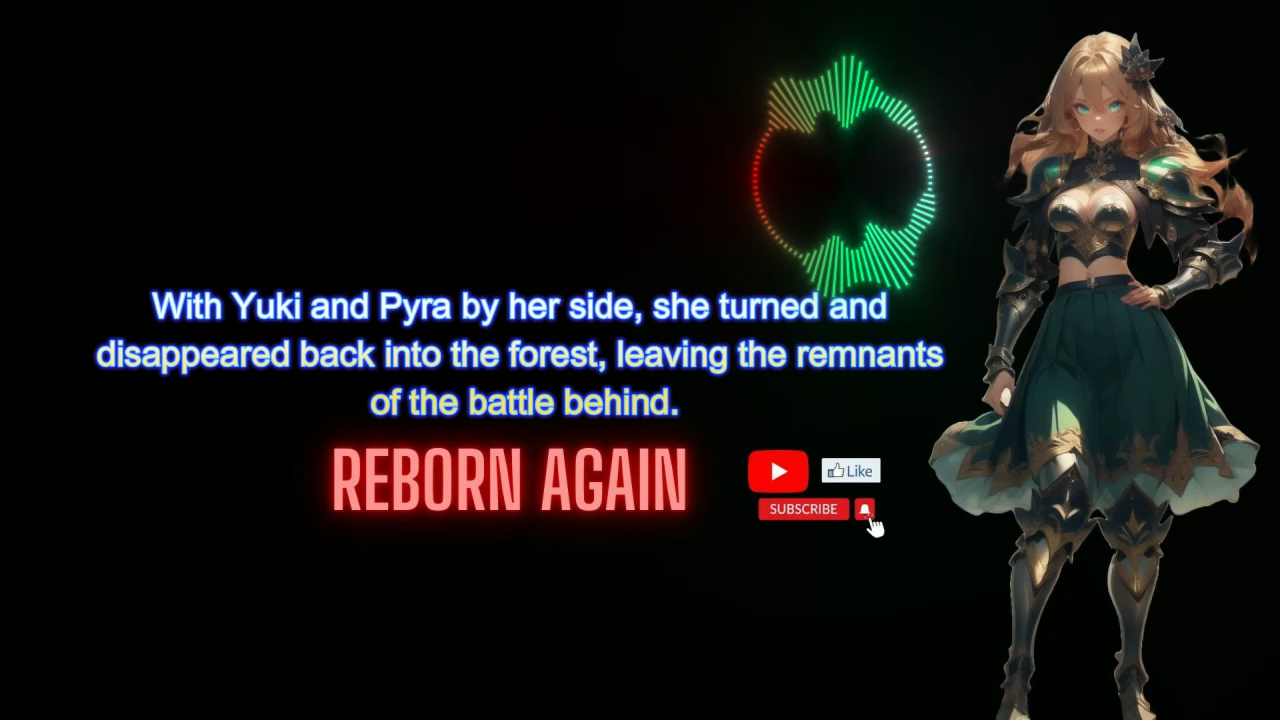 With Yuki and Pyra by her side, she turned and
disappeared back into the forest, leaving the remnants
of the battle behind.
REBORN AGAIN
Like
SUBSCRIBE